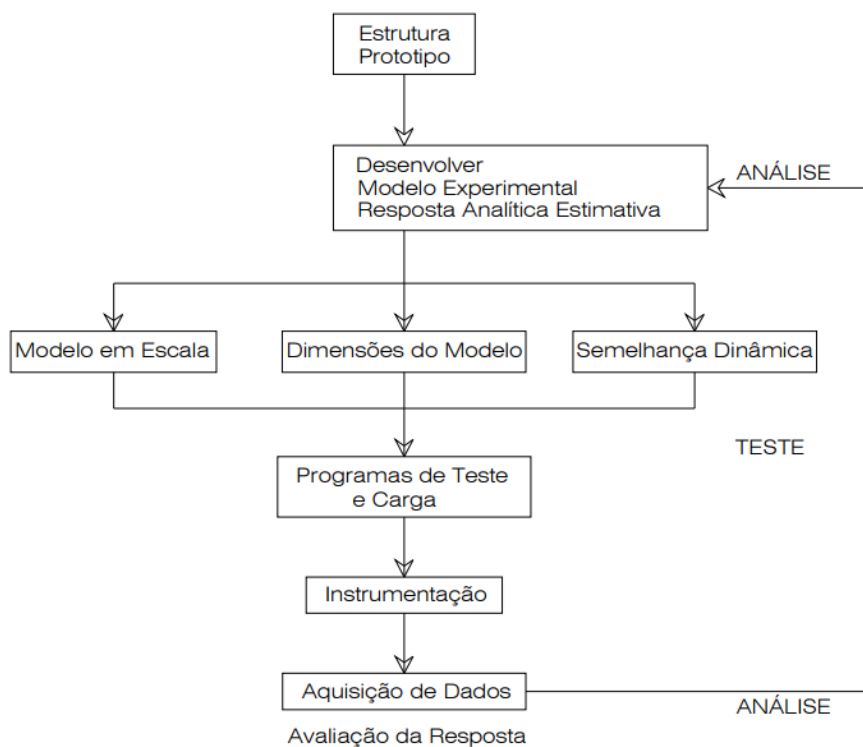 Estrutura
Prototipo
Desenvolver
Modelo Experimental
Resposta Analítica Estimativa
ANÁLISE
Modelo em Escala
Dimensões do Modelo
Semelhança Dinâmica
TESTE
Programas de Teste
e Carga
Instrumentação
Aquisição de Dados
ANÁLISE
Avaliação da Resposta